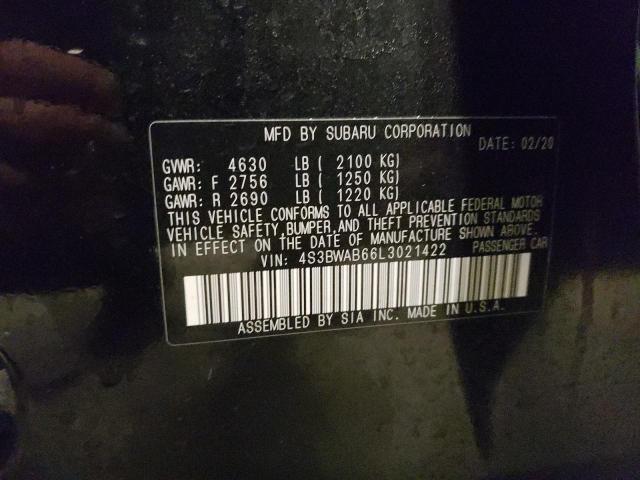 MFD BY SUBARU CORPORATION
DATE: 02/20
GVWR: 4630 LB ( 2100 KG)
GAWR: F 2756 LB ( 1250 KG)
GAWR: R 2690 LB ( 1220 KG)
THIS VEHICLE CONFORMS TO ALL APPLICABLE FEDERAL MOTOR
VEHICLE SAFETY,BUMPER,AND THEFT PREVENTION STANDARDS
IN EFFECT ON THE DATE OF MANUFACTURE SHOWN ABOVE.
VIN: 4S3BWAB66L3021422 PASSENGER CAR
ASSEMBLED BY SIA INC. MADE IN U.S.A.